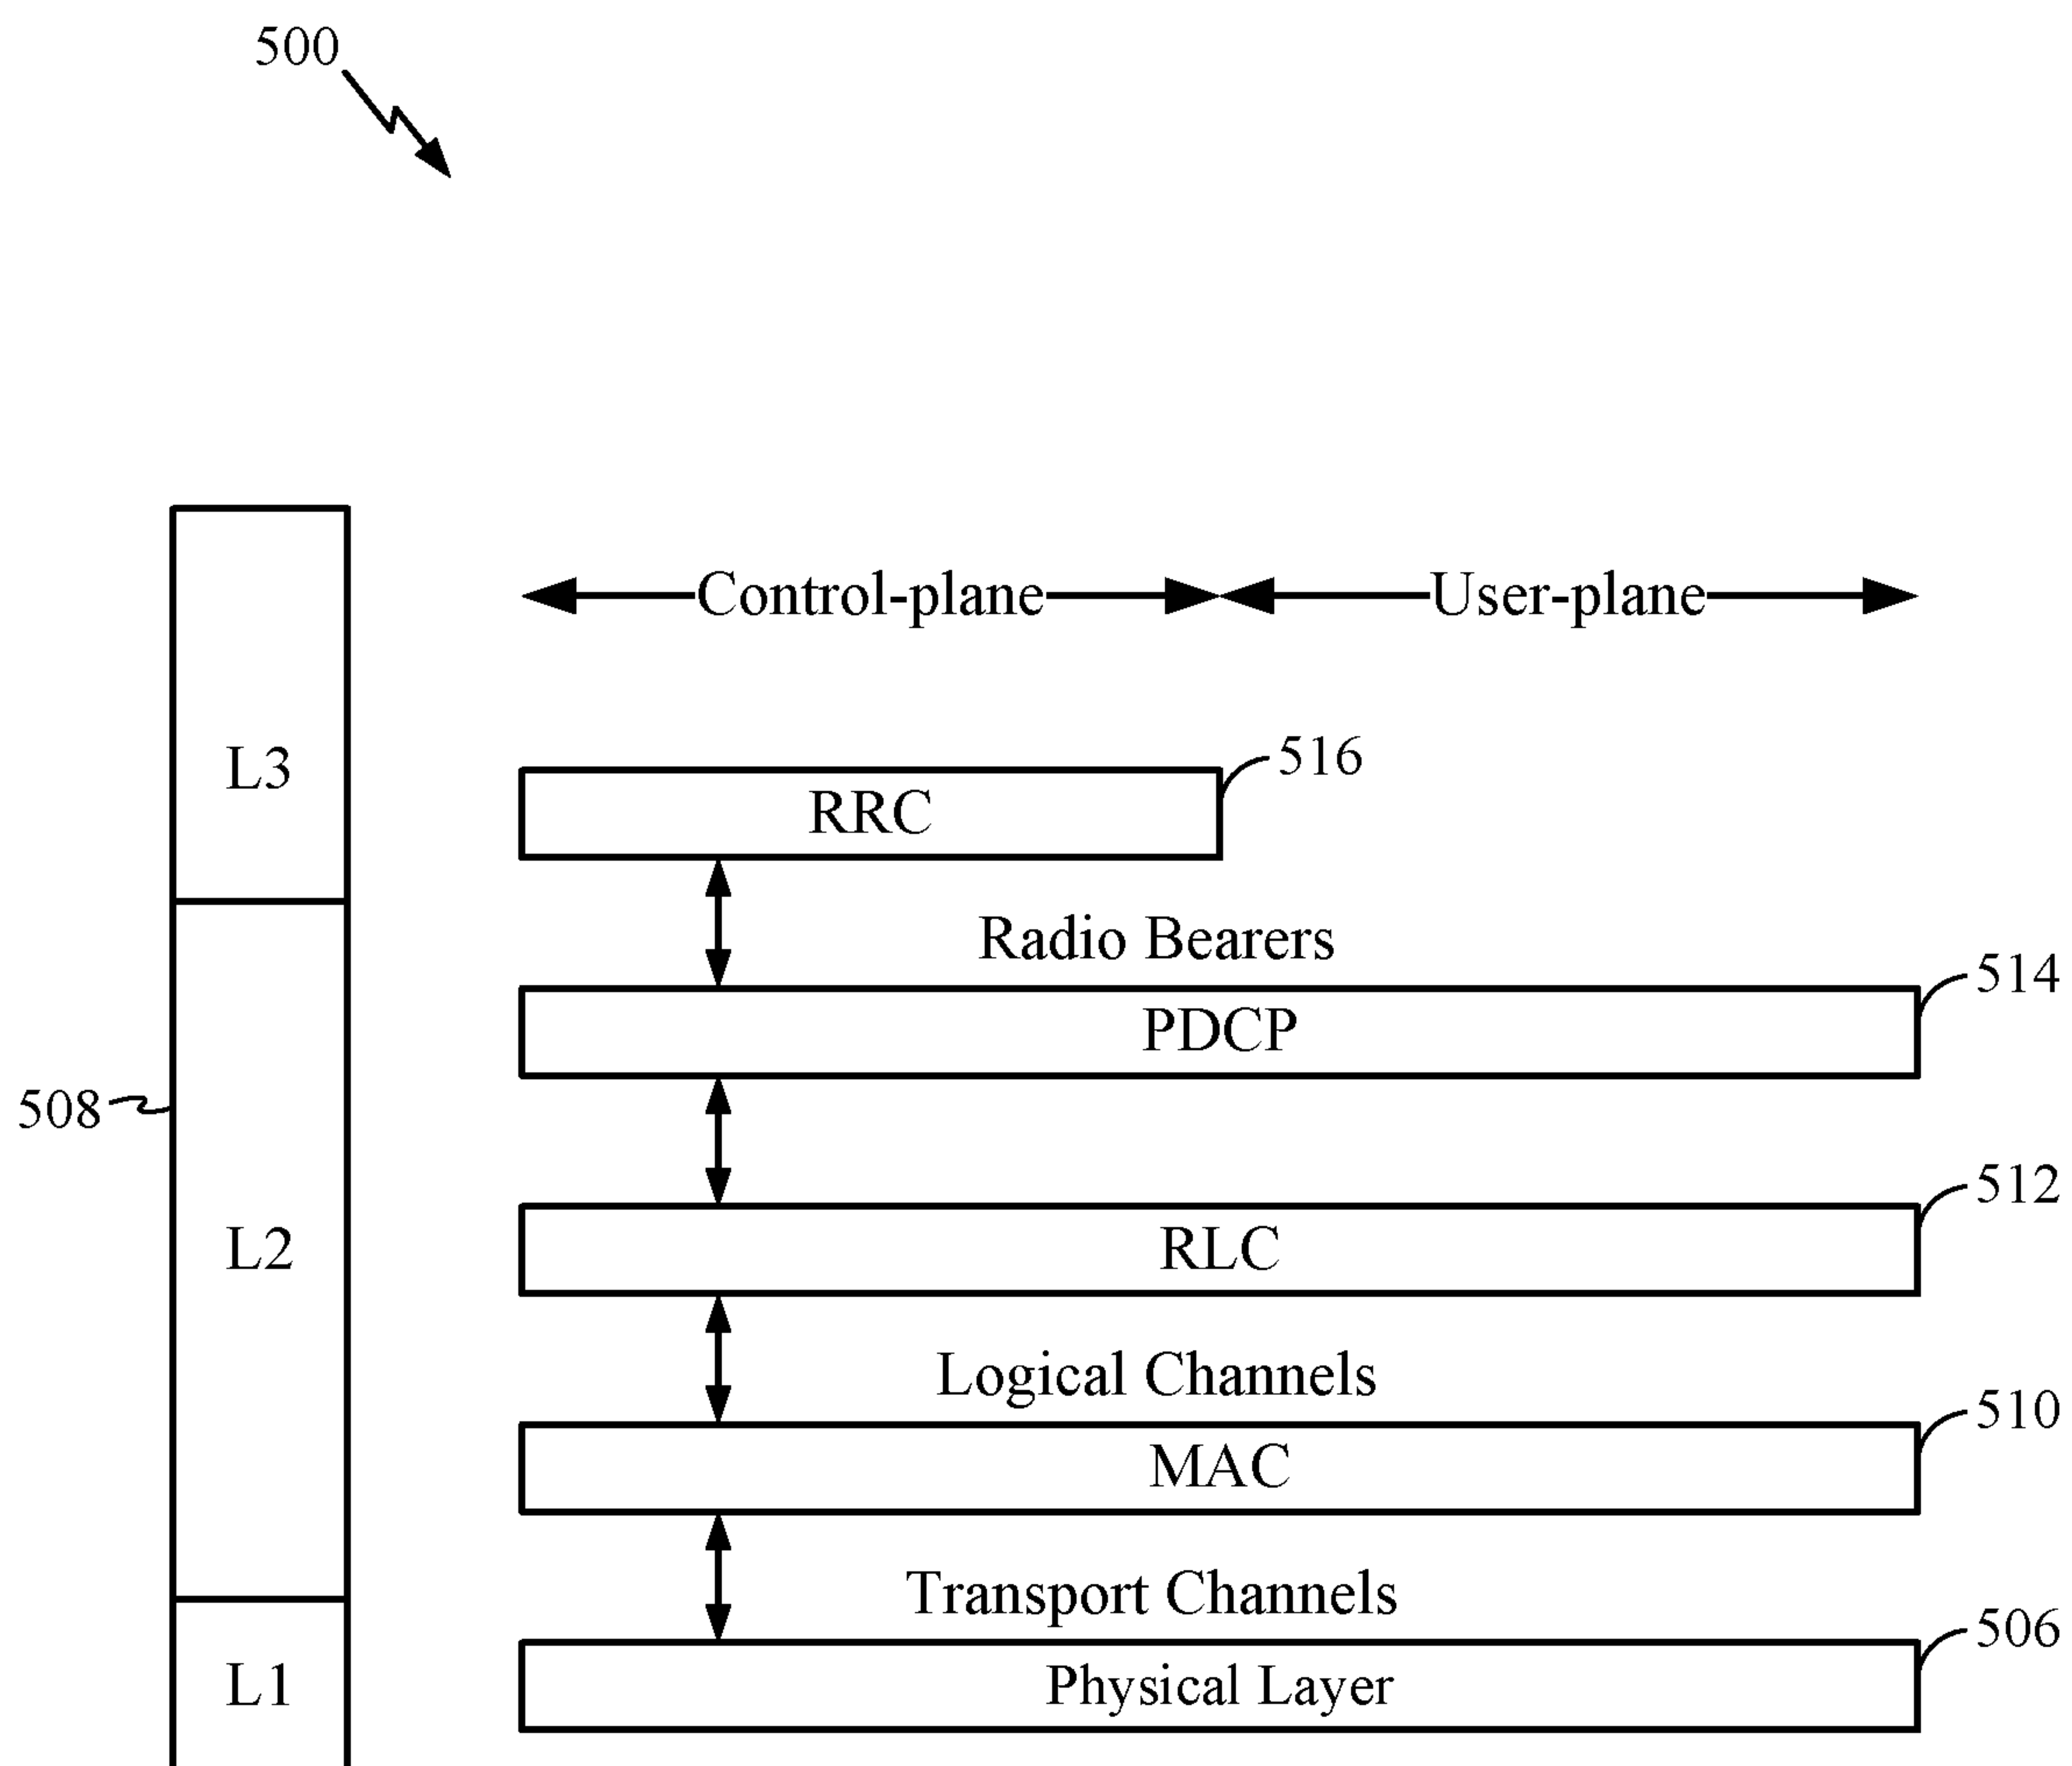 500
Control-plane User-plane
L3
516
RRC
Radio Bearers
514
PDCP
508
512
L2
RLC
Logical Channels
510
MAC
Transport Channels
506
L1
Physical Layer